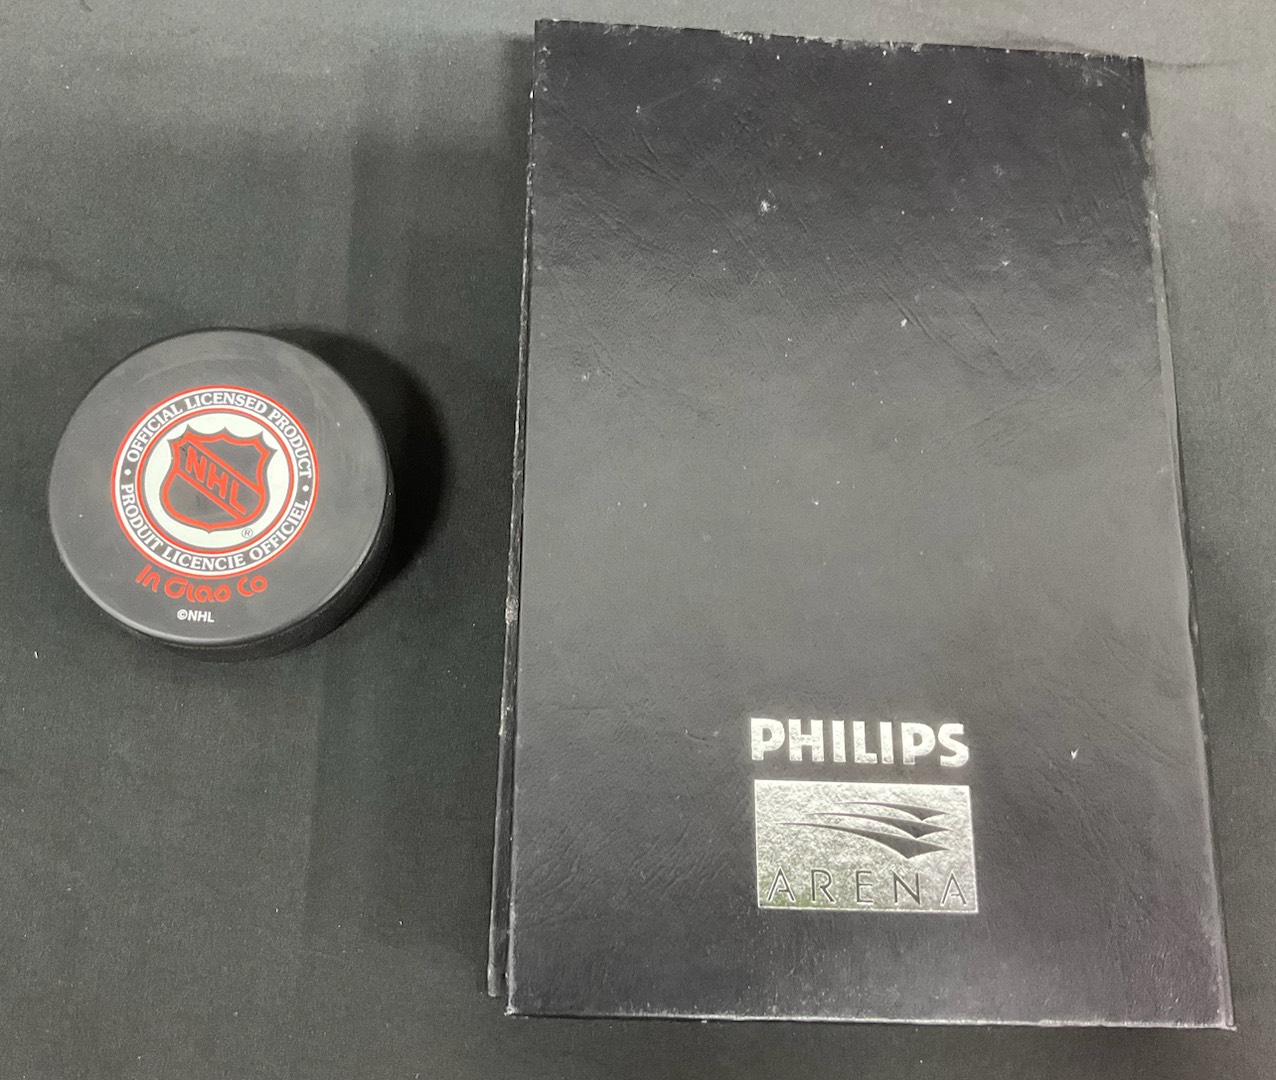 OFFICIAL LICENSED PRODUCT
NHL
®
• PRODUIT LICENCIE OFFICIEL •
In Glas Co
©NHL
PHILIPS
ARENA